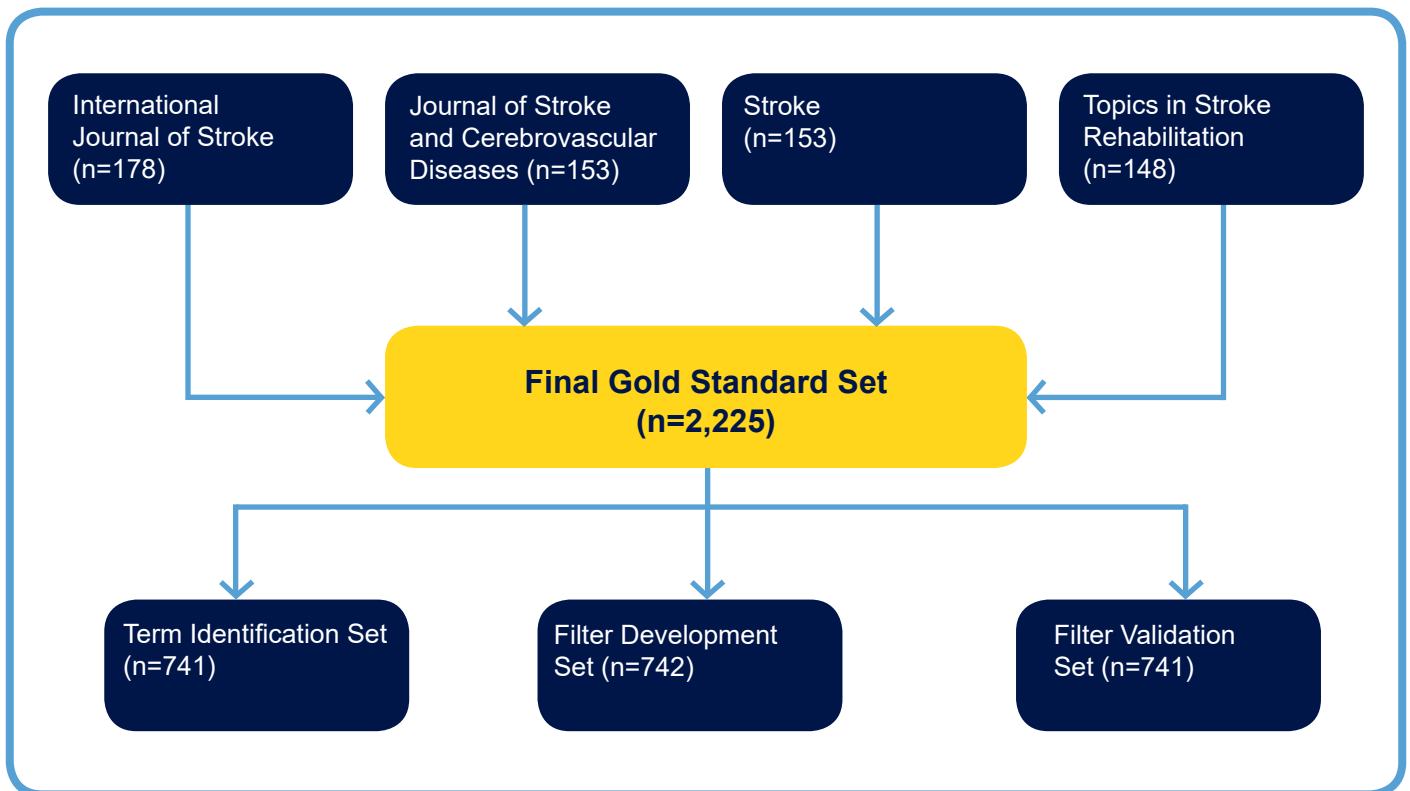 International
Journal of Stroke
(n=178)
Journal of Stroke
and Cerebrovascular
Diseases (n=153)
Stroke
(n=153)
Topics in Stroke
Rehabilitation
(n=148)
Final Gold Standard Set
(n=2,225)
Term Identification Set
(n=741)
Filter Development
Set (n=742)
Filter Validation
Set (n=741)